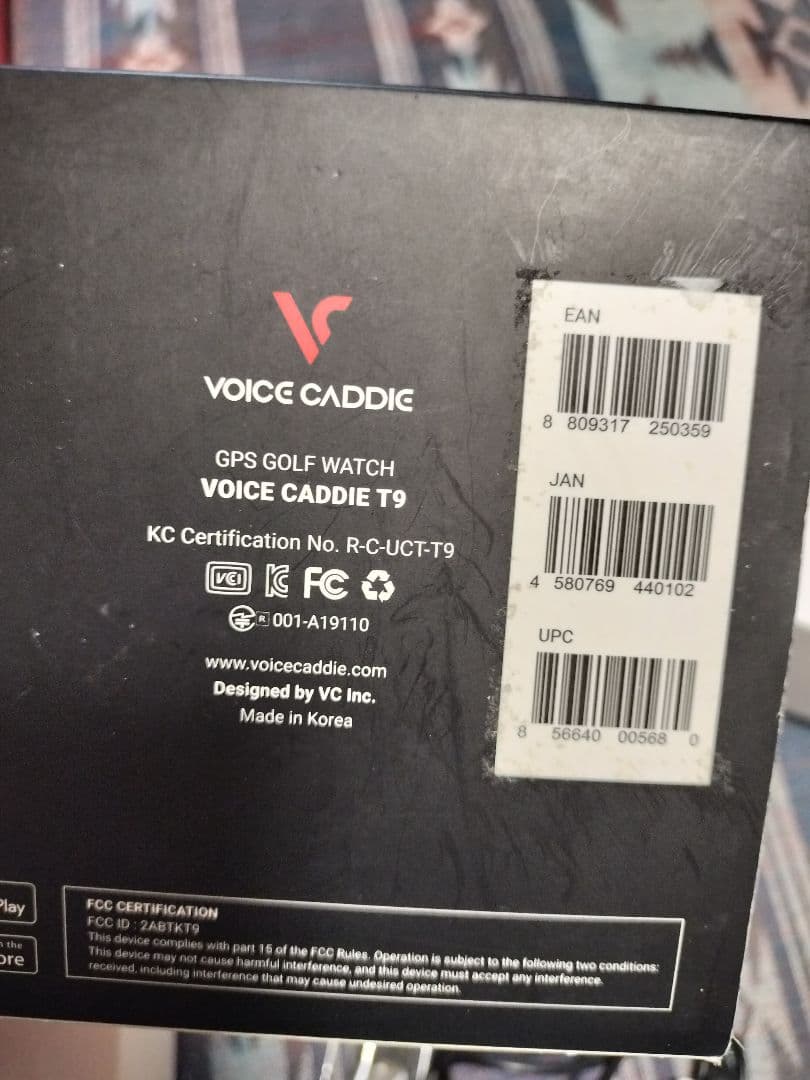 VOICE CADDIE
GPS GOLF WATCH
VOICE CADDIE T9
KC Certification No. R-C-UCT-T9
VCI KC FC
R 001-A19110
www.voicecaddie.com
Designed by VC Inc.
Made in Korea
EAN
8 809317 250359
JAN
4 580769 440102
UPC
8 56640 00568 0
Play
n the
ore
FCC CERTIFICATION
FCC ID : 2ABTKT9
This device complies with part 15 of the FCC Rules. Operation is subject to the following two conditions:
This device may not cause harmful interference, and this device must accept any interference.
received, including interference that may cause undesired operation.